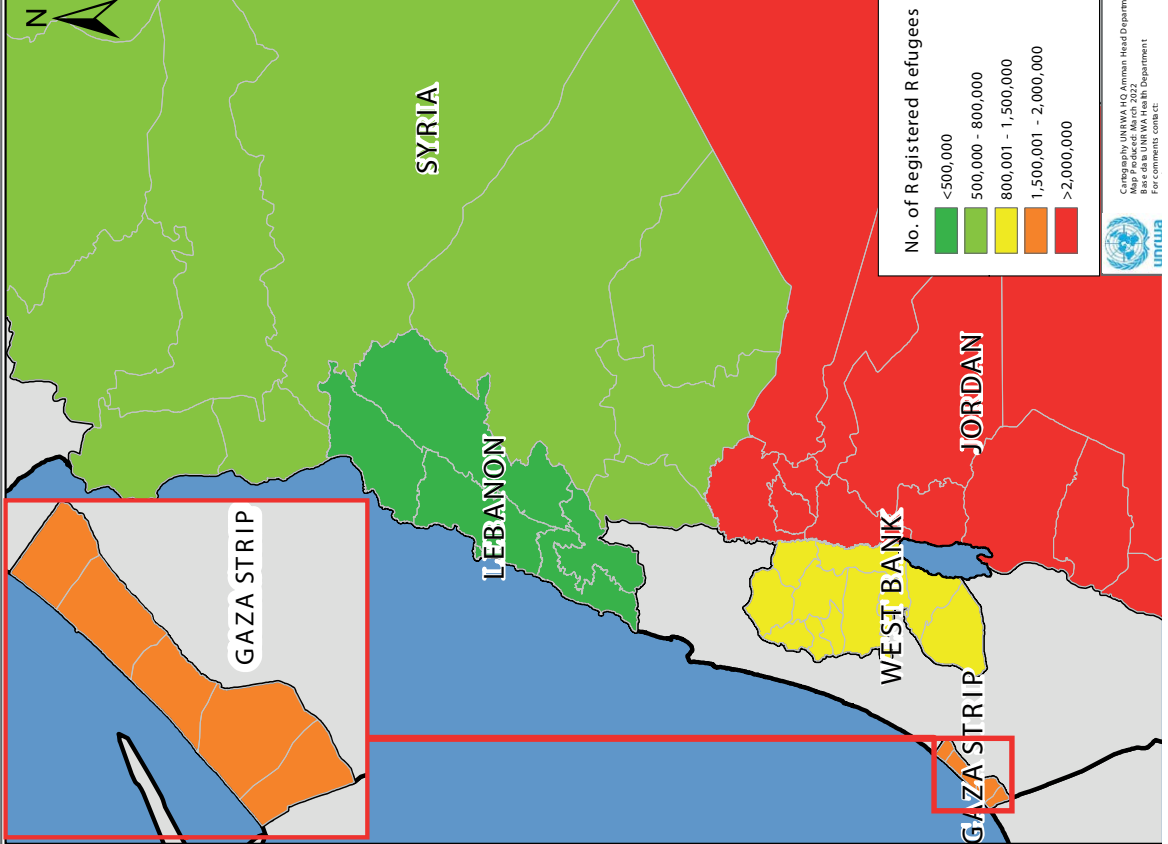 N
SYRIA
LEBANON
JORDAN
WEST BANK
GAZA STRIP
GAZA STRIP
No. of Registered Refugees
<500,000
500,000 - 800,000
800,001 - 1,500,000
1,500,001 - 2,000,000
>2,000,000
Cartography UNRWA HQ Amman Head Departm
Map Produced: March 2022
Base data UNRWA Health Department
For comments contact:
unrwa